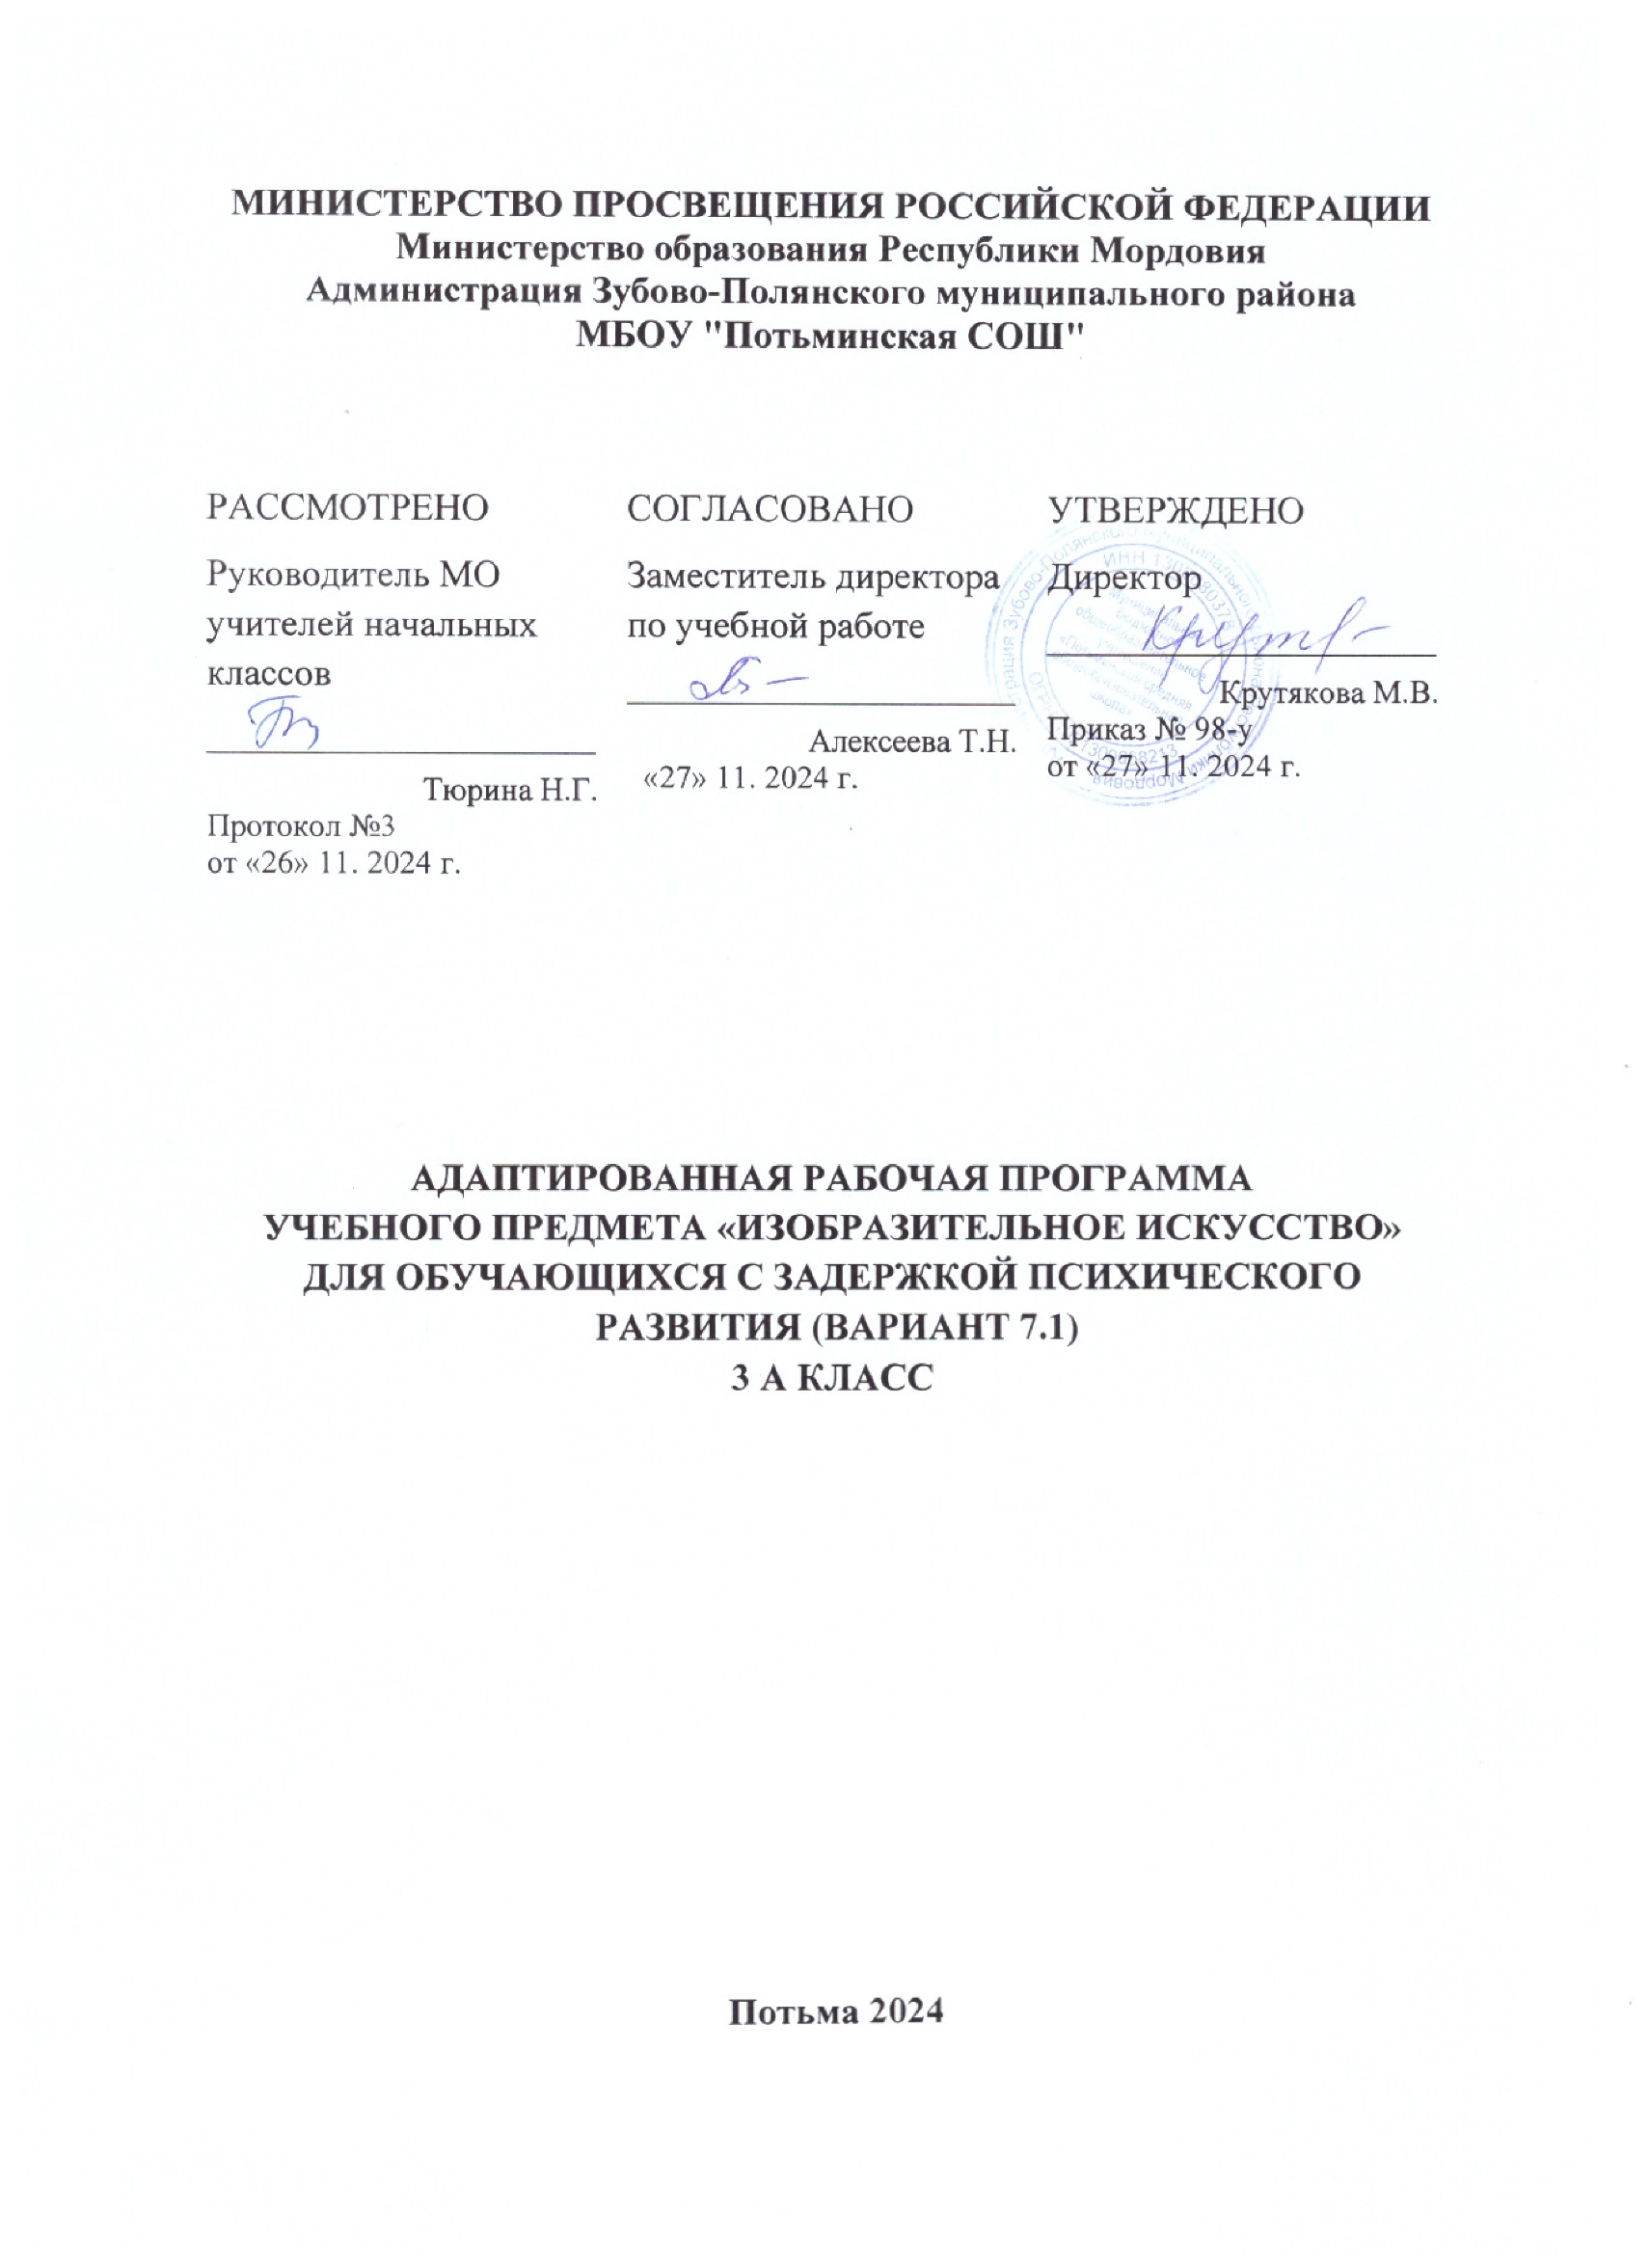 МИНИСТЕРСТВО ПРОСВЕЩЕНИЯ РОССИЙСКОЙ ФЕДЕРАЦИИ
Министерство образования Республики Мордовия
Администрация Зубово-Полянского муниципального района
МБОУ "Потьминская СОШ"
РАССМОТРЕНО
Руководитель МО
учителей начальных
классов
Тюрина Н.Г.
Протокол №3
от «26» 11. 2024 г.
СОГЛАСОВАНО
Заместитель директора
по учебной работе
Алексеева Т.Н.
«27» 11. 2024 г.
УТВЕРЖДЕНО
Директор
Крутякова М.В.
Приказ № 98-у
от «27» 11. 2024 г.
АДАПТИРОВАННАЯ РАБОЧАЯ ПРОГРАММА
УЧЕБНОГО ПРЕДМЕТА «ИЗОБРАЗИТЕЛЬНОЕ ИСКУССТВО»
ДЛЯ ОБУЧАЮЩИХСЯ С ЗАДЕРЖКОЙ ПСИХИЧЕСКОГО
РАЗВИТИЯ (ВАРИАНТ 7.1)
3 А КЛАСС
Потьма 2024